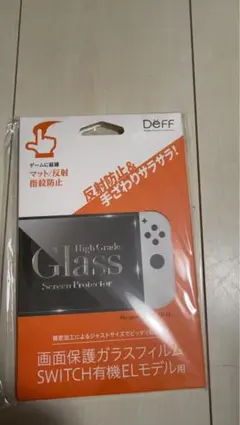 DEFF
ゲームに最適
マット/反射
指紋防止
反射防止&
手ざわりサラサラ!
High Grade
Glass
Screen Protector
画面保護ガラスフィルム
SWITCH有機ELモデル用